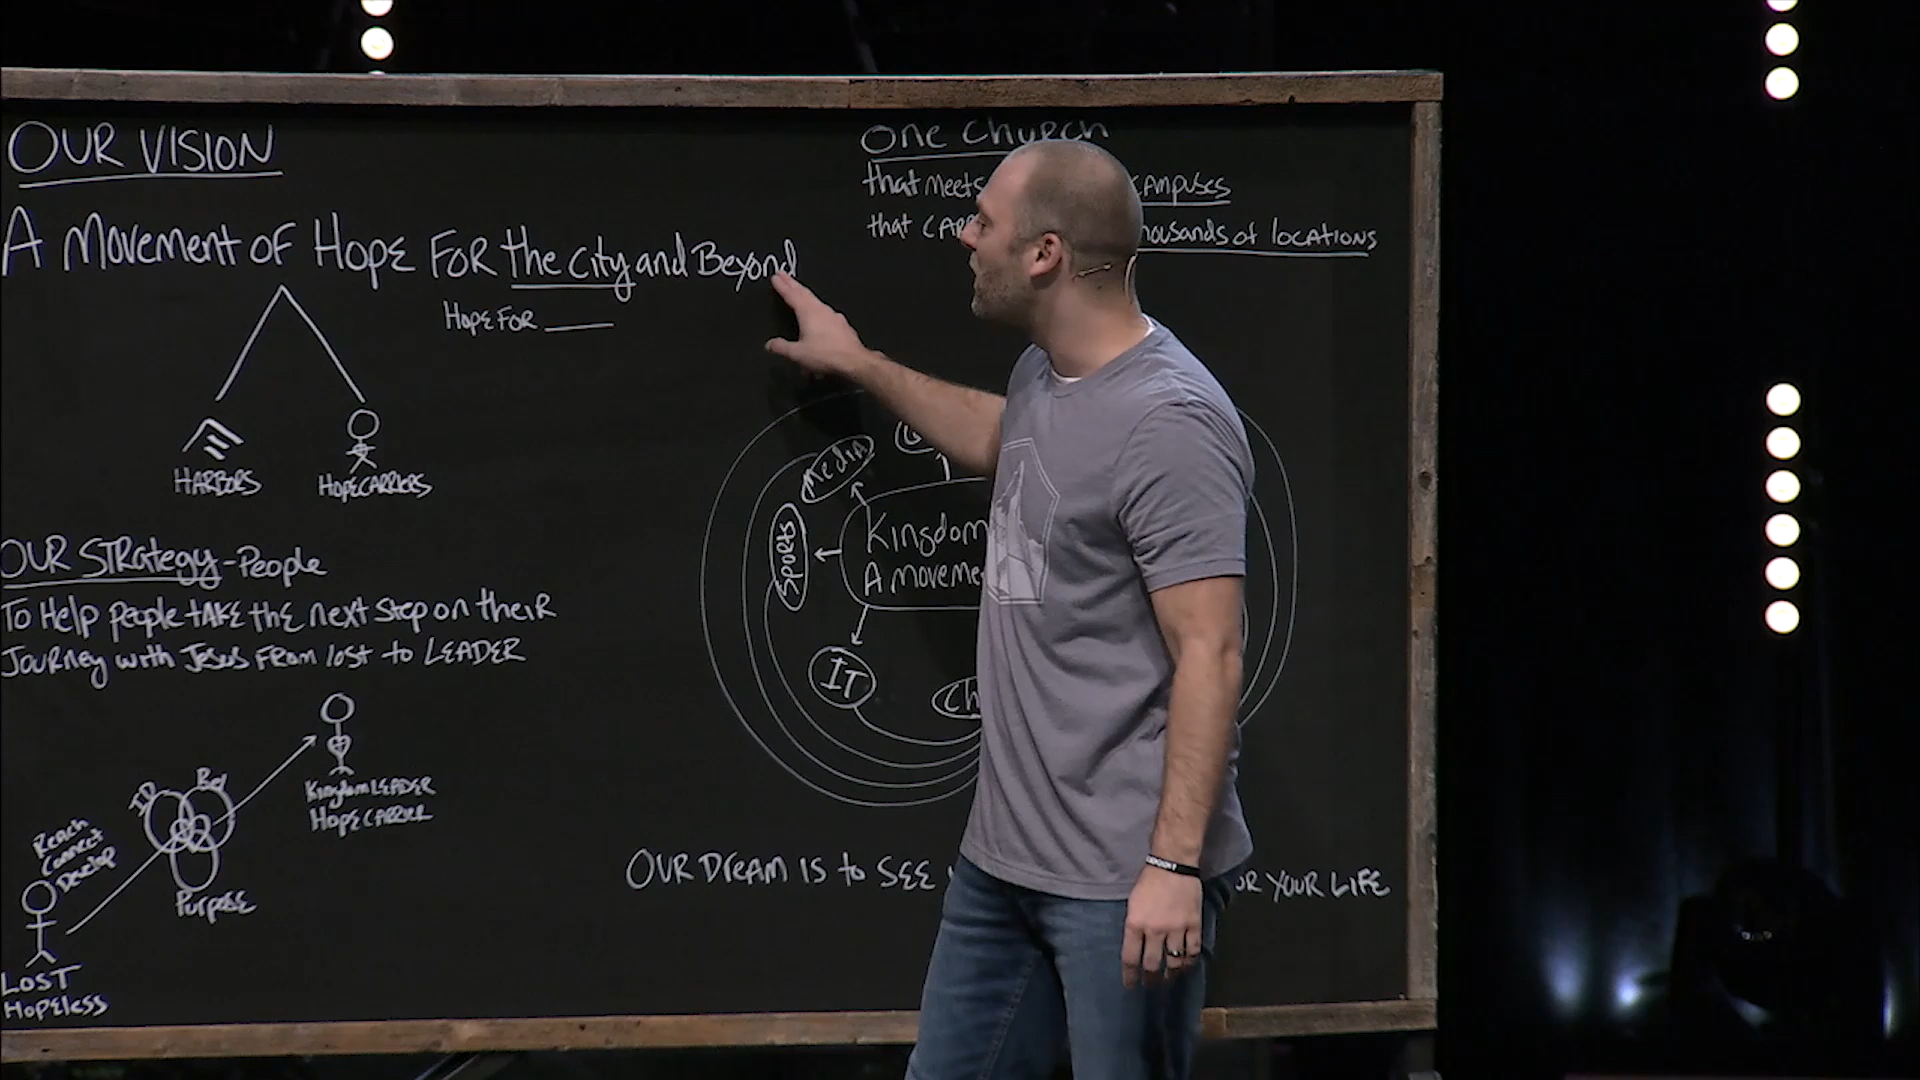 OUR VISION
A Movement of Hope FOR the City and Beyond
Hope FOR
HARBORS
HOPECARRIERS
OUR STRATEGY - People
To Help people TAKE the next step on their
Journey with Jesus From lost to LEADER
ID
Bel
Purpose
Reach
Connect
Develop
LOST
Hopeless
Kingdom LEADER
Hope CARRIER
One Church
that meets campuses
that thousands of locations
Media
Sports
IT
Kingdom
A Moveme
Ch
OUR DREAM IS to SEE YOUR LIFE